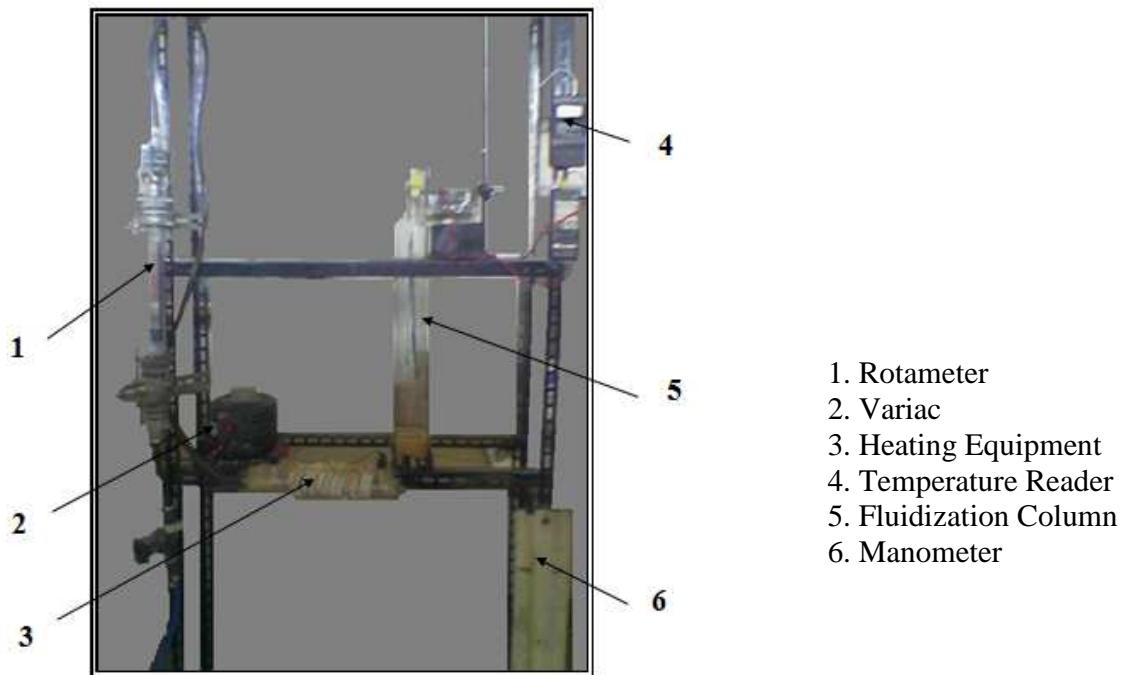 4
1
5
2
6
3
1. Rotameter
2. Variac
3. Heating Equipment
4. Temperature Reader
5. Fluidization Column
6. Manometer